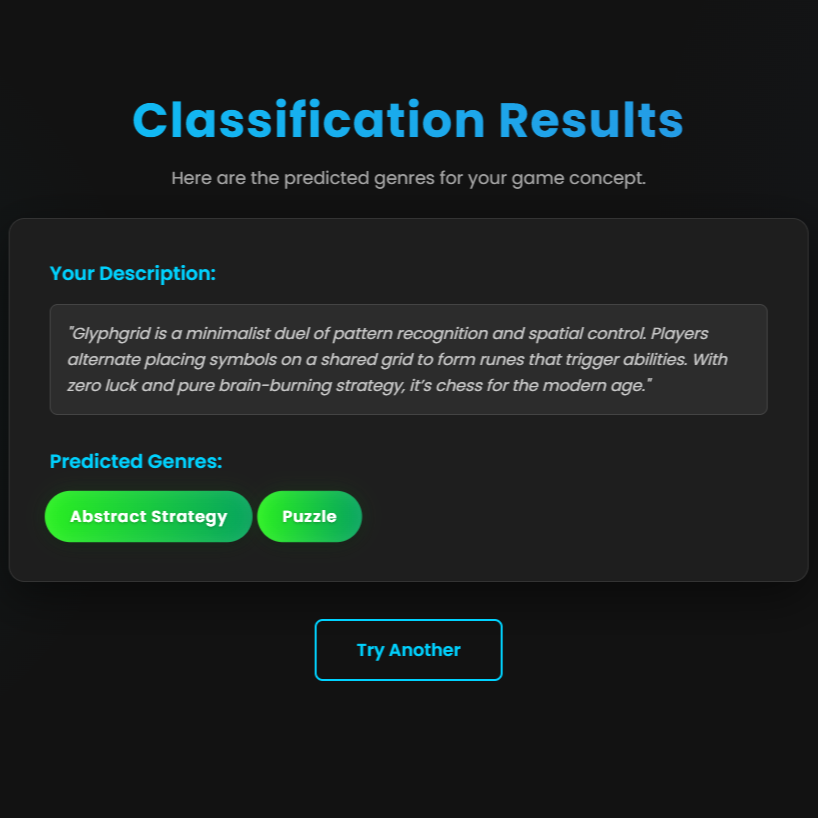 Classification Results
Here are the predicted genres for your game concept.
Your Description:
"Glyphgrid is a minimalist duel of pattern recognition and spatial control. Players
alternate placing symbols on a shared grid to form runes that trigger abilities. With
zero luck and pure brain-burning strategy, it’s chess for the modern age."
Predicted Genres:
Abstract Strategy
Puzzle
Try Another